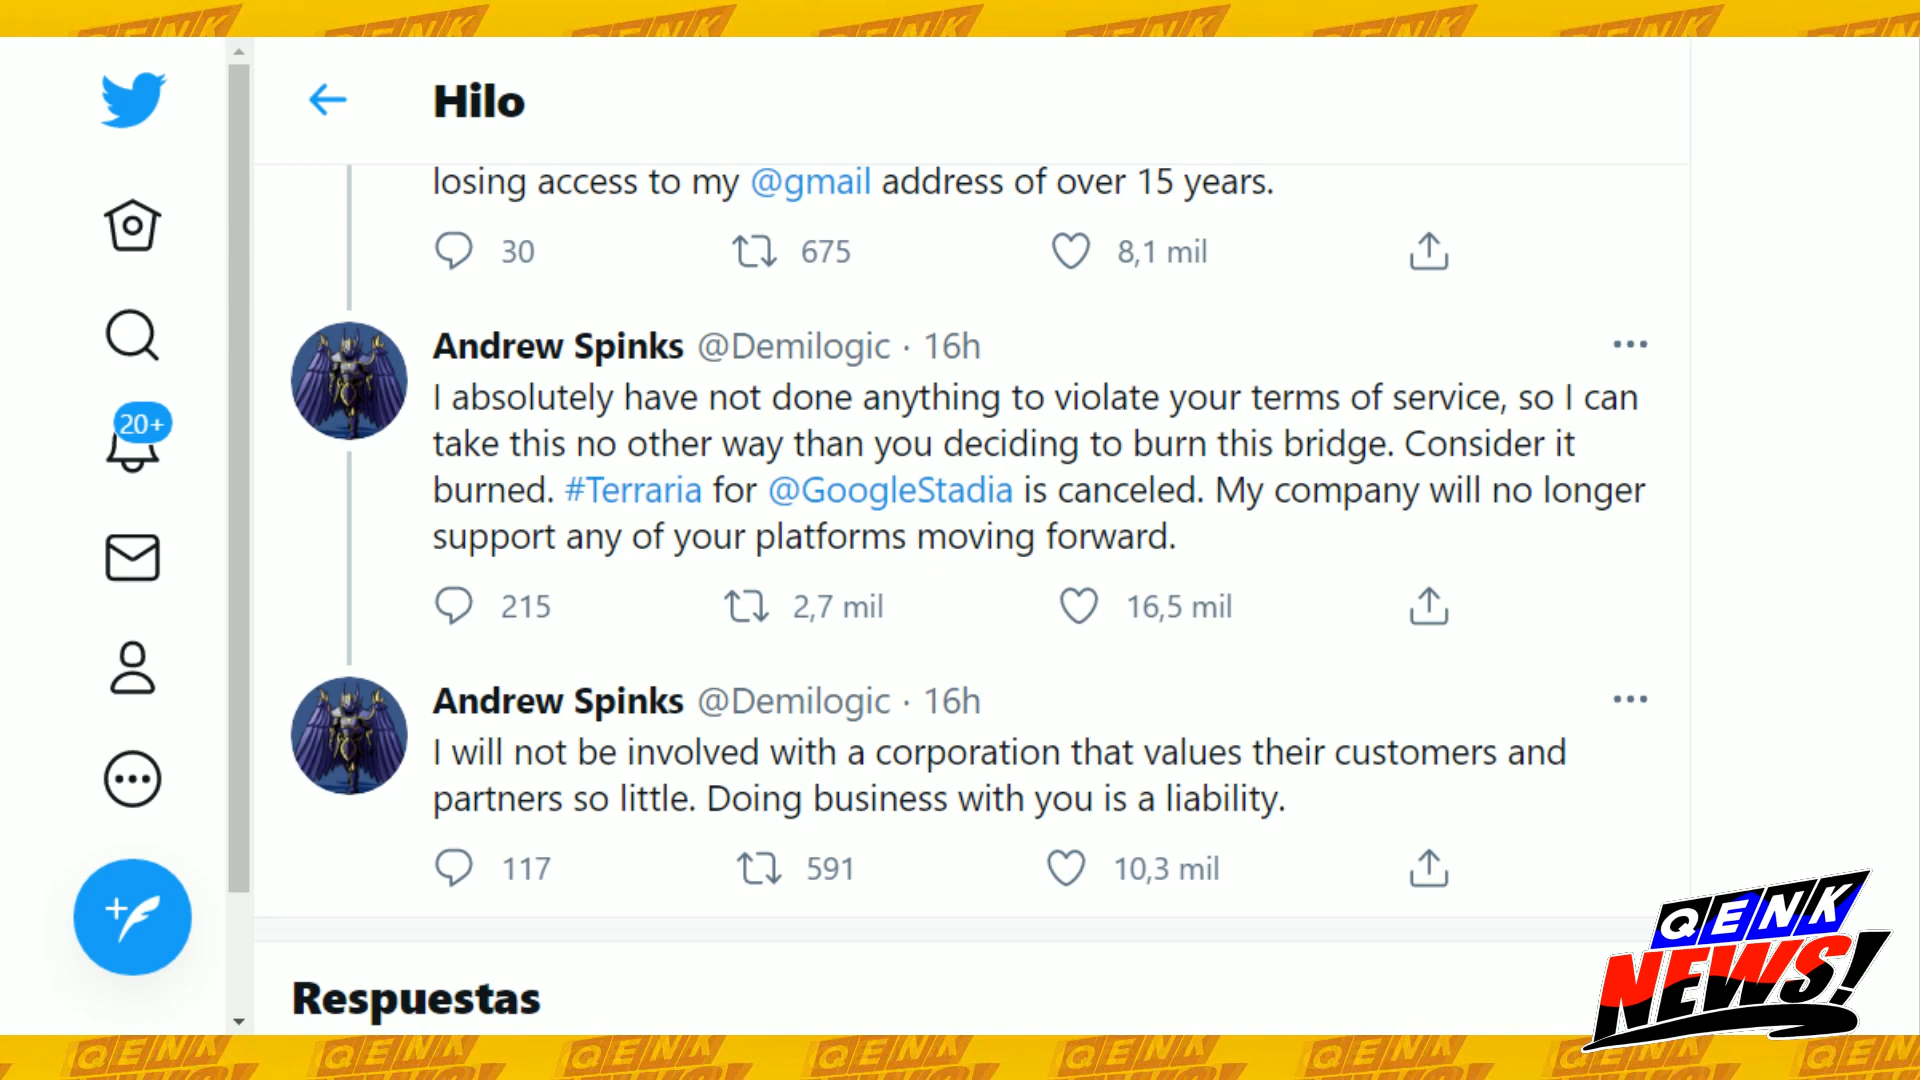 Hilo
losing access to my @gmail address of over 15 years.
30 675 8,1 mil
20+
Andrew Spinks @Demilogic · 16h
I absolutely have not done anything to violate your terms of service, so I can
take this no other way than you deciding to burn this bridge. Consider it
burned. #Terraria for @GoogleStadia is canceled. My company will no longer
support any of your platforms moving forward.
215 2,7 mil 16,5 mil
Andrew Spinks @Demilogic · 16h
I will not be involved with a corporation that values their customers and
partners so little. Doing business with you is a liability.
117 591 10,3 mil
Respuestas
QENK
NEWS!